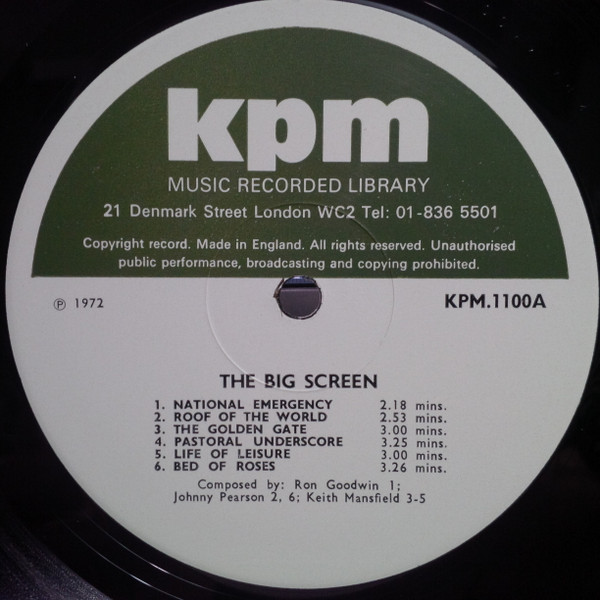 kpm
MUSIC RECORDED LIBRARY
21 Denmark Street London WC2 Tel: 01-836 5501
Copyright record. Made in England. All rights reserved. Unauthorised
public performance, broadcasting and copying prohibited.
℗ 1972 KPM.1100A
THE BIG SCREEN
1. NATIONAL EMERGENCY 2.18 mins.
2. ROOF OF THE WORLD 2.53 mins.
3. THE GOLDEN GATE 3.00 mins.
4. PASTORAL UNDERSCORE 3.25 mins.
5. LIFE OF LEISURE 3.00 mins.
6. BED OF ROSES 3.26 mins.
Composed by: Ron Goodwin 1;
Johnny Pearson 2, 6; Keith Mansfield 3-5